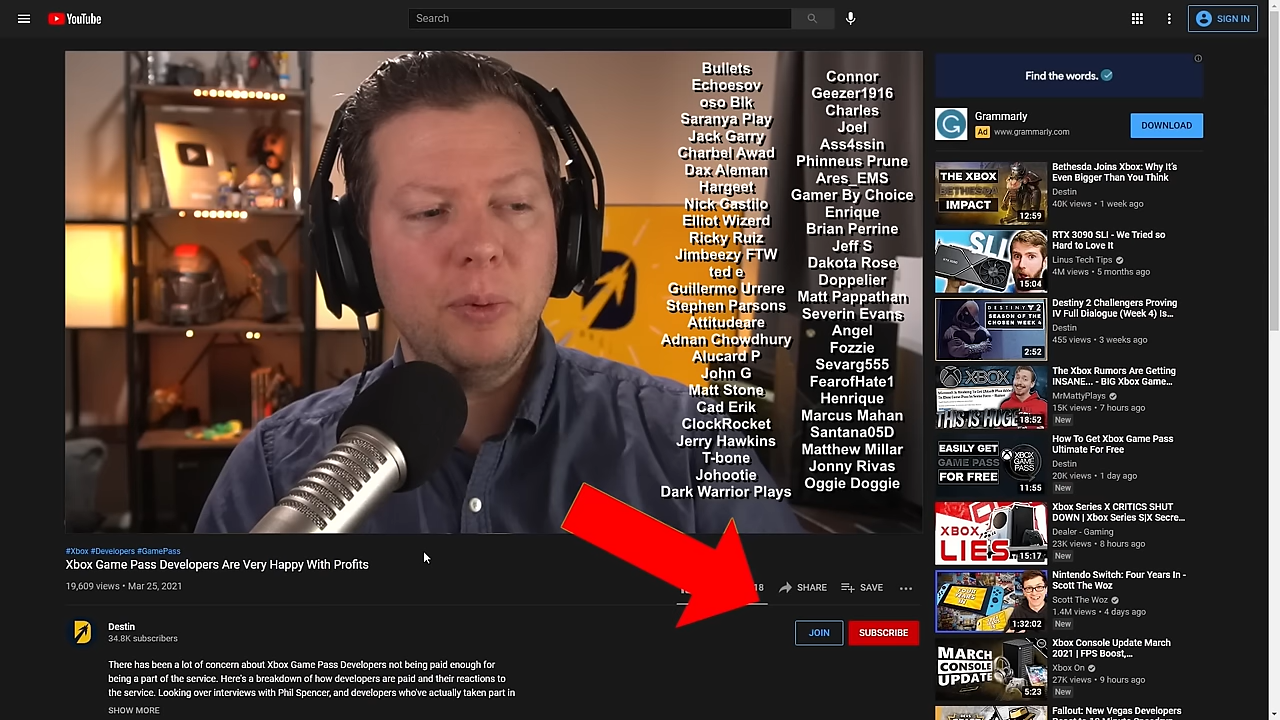 YouTube
Search
SIGN IN
Bullets
Echoesov
oso Blk
Saranya Play
Jack Garry
Charbel Awad
Dax Aleman
Hargeet
Nick Castilo
Elliot Wizerd
Ricky Ruiz
Jimbeezy FTW
ted e
Guillermo Urrere
Stephen Parsons
Attitudeare
Adnan Chowdhury
Alucard P
John G
Matt Stone
Cad Erik
ClockRocket
Jerry Hawkins
T-bone
Johootie
Dark Warrior Plays
Connor
Geezer1916
Charles
Joel
Ass4ssin
Phinneus Prune
Ares_EMS
Gamer By Choice
Enrique
Brian Perrine
Jeff S
Dakota Rose
Doppelier
Matt Pappathan
Severin Evans
Angel
Fozzie
Sevarg555
FearofHate1
Henrique
Marcus Mahan
Santana05D
Matthew Millar
Jonny Rivas
Oggie Doggie
#Xbox #Developers #GamePass
Xbox Game Pass Developers Are Very Happy With Profits
19,609 views • Mar 25, 2021
18 SHARE SAVE
Destin
34.8K subscribers
JOIN SUBSCRIBE
There has been a lot of concern about Xbox Game Pass Developers not being paid enough for
being a part of the service. Here's a breakdown of how developers are paid and their reactions to
the service. Looking over interviews with Phil Spencer, and developers who've actually taken part in
SHOW MORE
Find the words.
Grammarly
Ad www.grammarly.com
DOWNLOAD
THE XBOX
BETHESDA
IMPACT
12:59
Bethesda Joins Xbox: Why It's
Even Bigger Than You Think
Destin
40K views • 1 week ago
SLI
15:04
RTX 3090 SLI - We Tried so
Hard to Love It
Linus Tech Tips
4M views • 5 months ago
DESTINY 2
SEASON OF THE
CHOSEN WEEK 4
2:52
Destiny 2 Challengers Proving
IV Full Dialogue (Week 4) is...
Destin
455 views • 3 weeks ago
XBOX
THIS IS HUGE
18:52
The Xbox Rumors Are Getting
INSANE... - BIG Xbox Game...
MrMattyPlays
15K views • 7 hours ago
New
EASILY GET
GAME PASS
FOR FREE
XBOX
GAME
PASS
11:55
How To Get Xbox Game Pass
Ultimate For Free
Destin
20K views • 1 day ago
New
XBOX
LIES
15:17
Xbox Series X CRITICS SHUT
DOWN | Xbox Series S|X Secre...
Dealer - Gaming
23K views • 8 hours ago
New
1:32:02
Nintendo Switch: Four Years In -
Scott The Woz
Scott The Woz
1.4M views • 4 days ago
New
MARCH
CONSOLE
UPDATE
5:23
Xbox Console Update March
2021 | FPS Boost,...
Xbox On
27K views • 9 hours ago
New
Fallout: New Vegas Developers